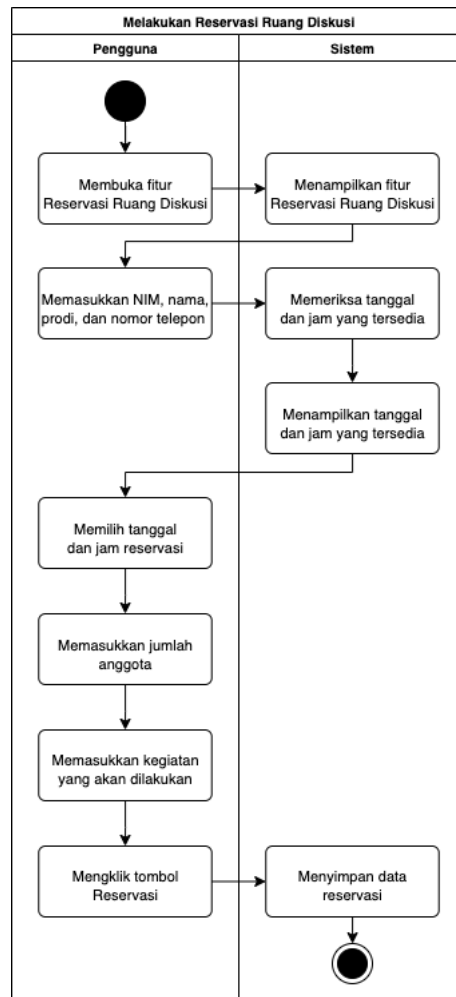 Melakukan Reservasi Ruang Diskusi
Pengguna
Sistem
Membuka fitur
Reservasi Ruang Diskusi
Menampilkan fitur
Reservasi Ruang Diskusi
Memasukkan NIM, nama,
prodi, dan nomor telepon
Memeriksa tanggal
dan jam yang tersedia
Menampilkan tanggal
dan jam yang tersedia
Memilih tanggal
dan jam reservasi
Memasukkan jumlah
anggota
Memasukkan kegiatan
yang akan dilakukan
Mengklik tombol
Reservasi
Menyimpan data
reservasi